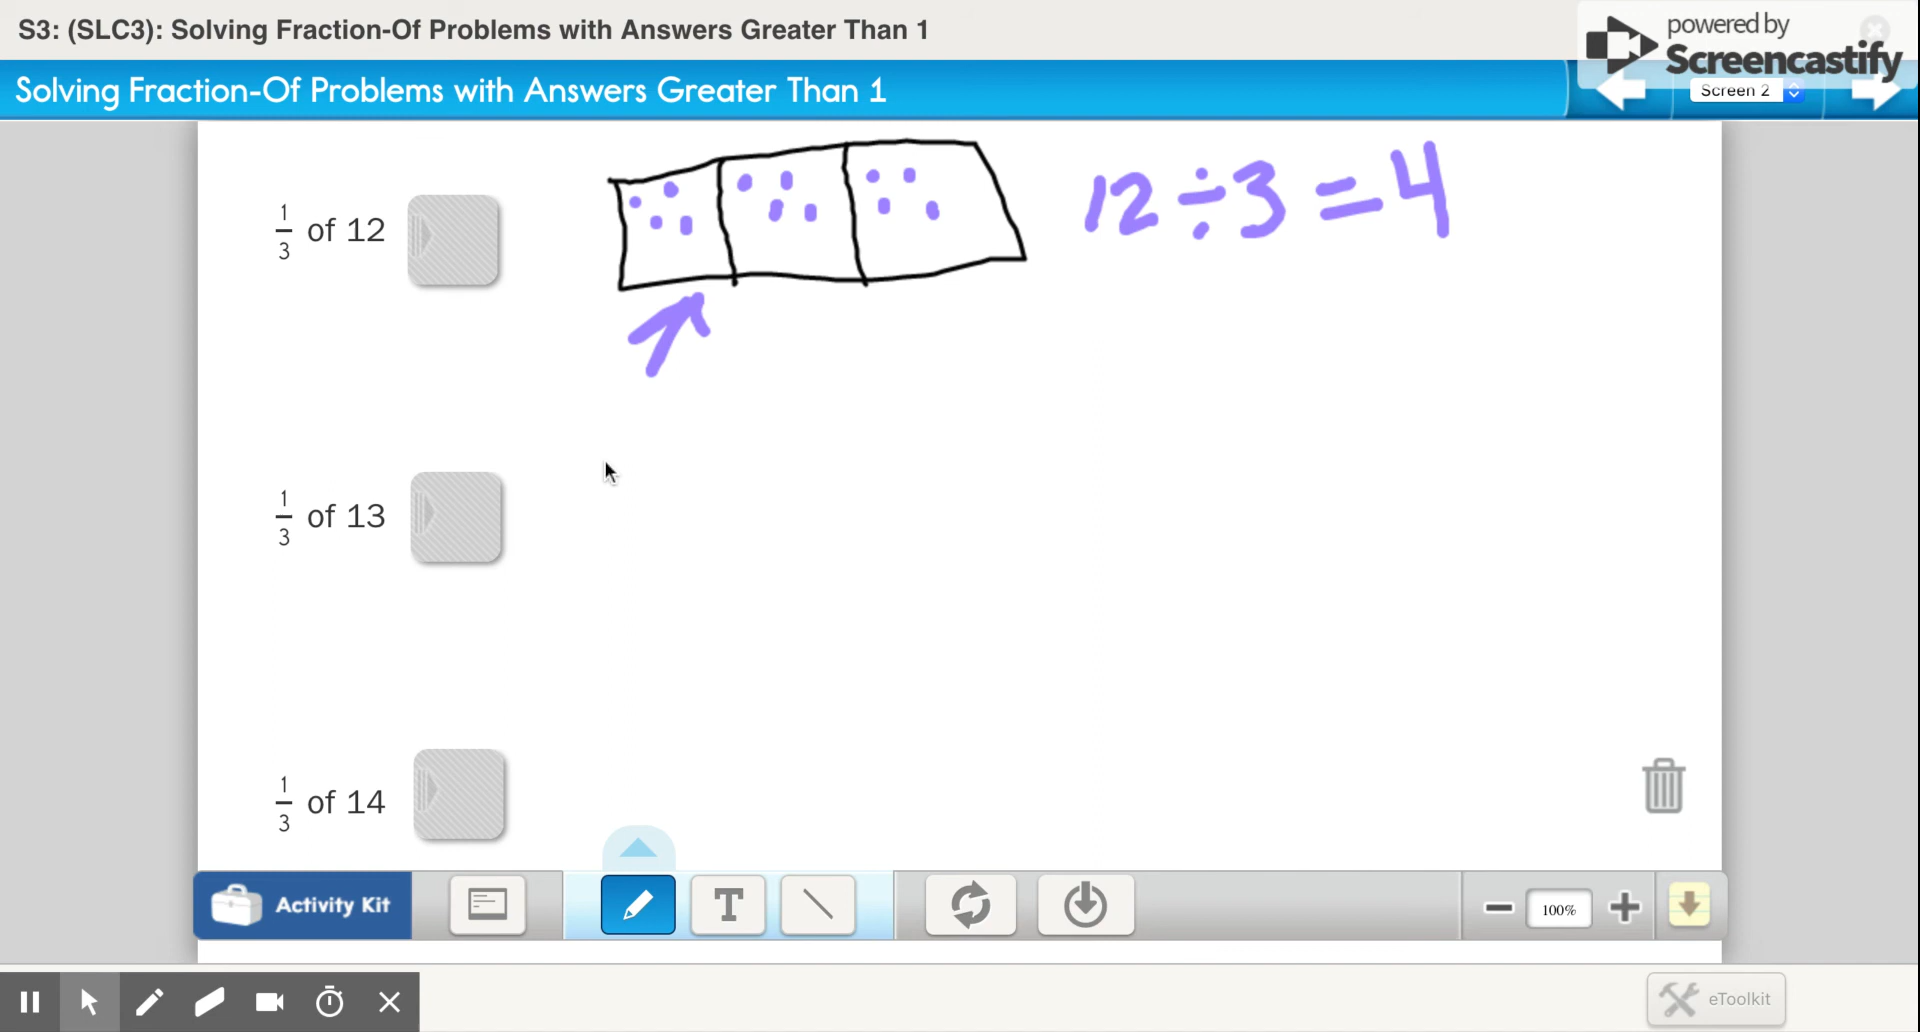 S3: (SLC3): Solving Fraction-Of Problems with Answers Greater Than 1
powered by
Screencastify
Solving Fraction-Of Problems with Answers Greater Than 1
Screen 2
1/3 of 12
12 ÷ 3 = 4
1/3 of 13
1/3 of 14
Activity Kit
T
100%
eToolkit